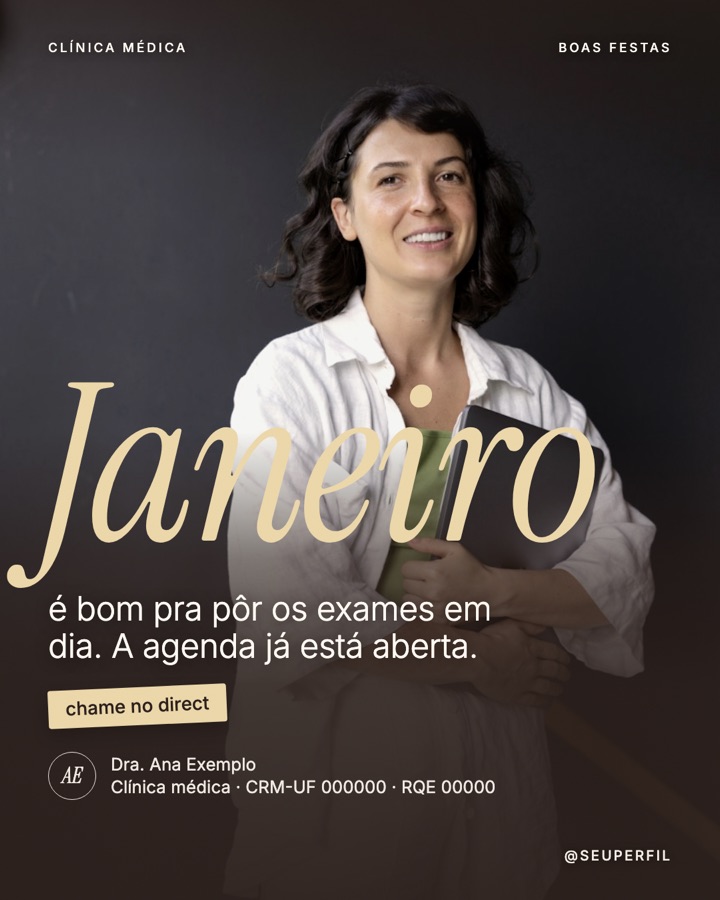 CLÍNICA MÉDICA
BOAS FESTAS
Janeiro
é bom pra pôr os exames em
dia. A agenda já está aberta.
chame no direct
AE
Dra. Ana Exemplo
Clínica médica · CRM-UF 000000 · RQE 00000
@SEUPERFIL